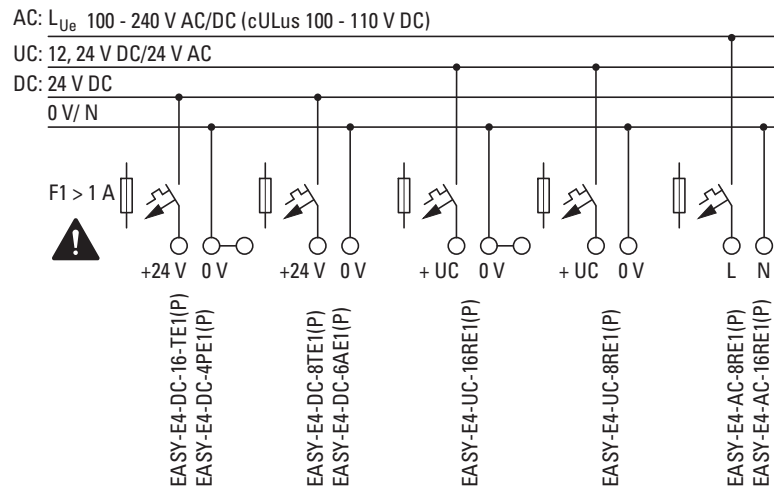 AC: L_Ue 100 - 240 V AC/DC (cULus 100 - 110 V DC)
UC: 12, 24 V DC/24 V AC
DC: 24 V DC
0 V/ N
F1 > 1 A
+24 V 0 V +24 V 0 V + UC 0 V + UC 0 V L N
EASY-E4-DC-16-TE1(P)
EASY-E4-DC-4PE1(P)
EASY-E4-DC-8TE1(P)
EASY-E4-DC-6AE1(P)
EASY-E4-UC-16RE1(P)
EASY-E4-UC-8RE1(P)
EASY-E4-AC-8RE1(P)
EASY-E4-AC-16RE1(P)